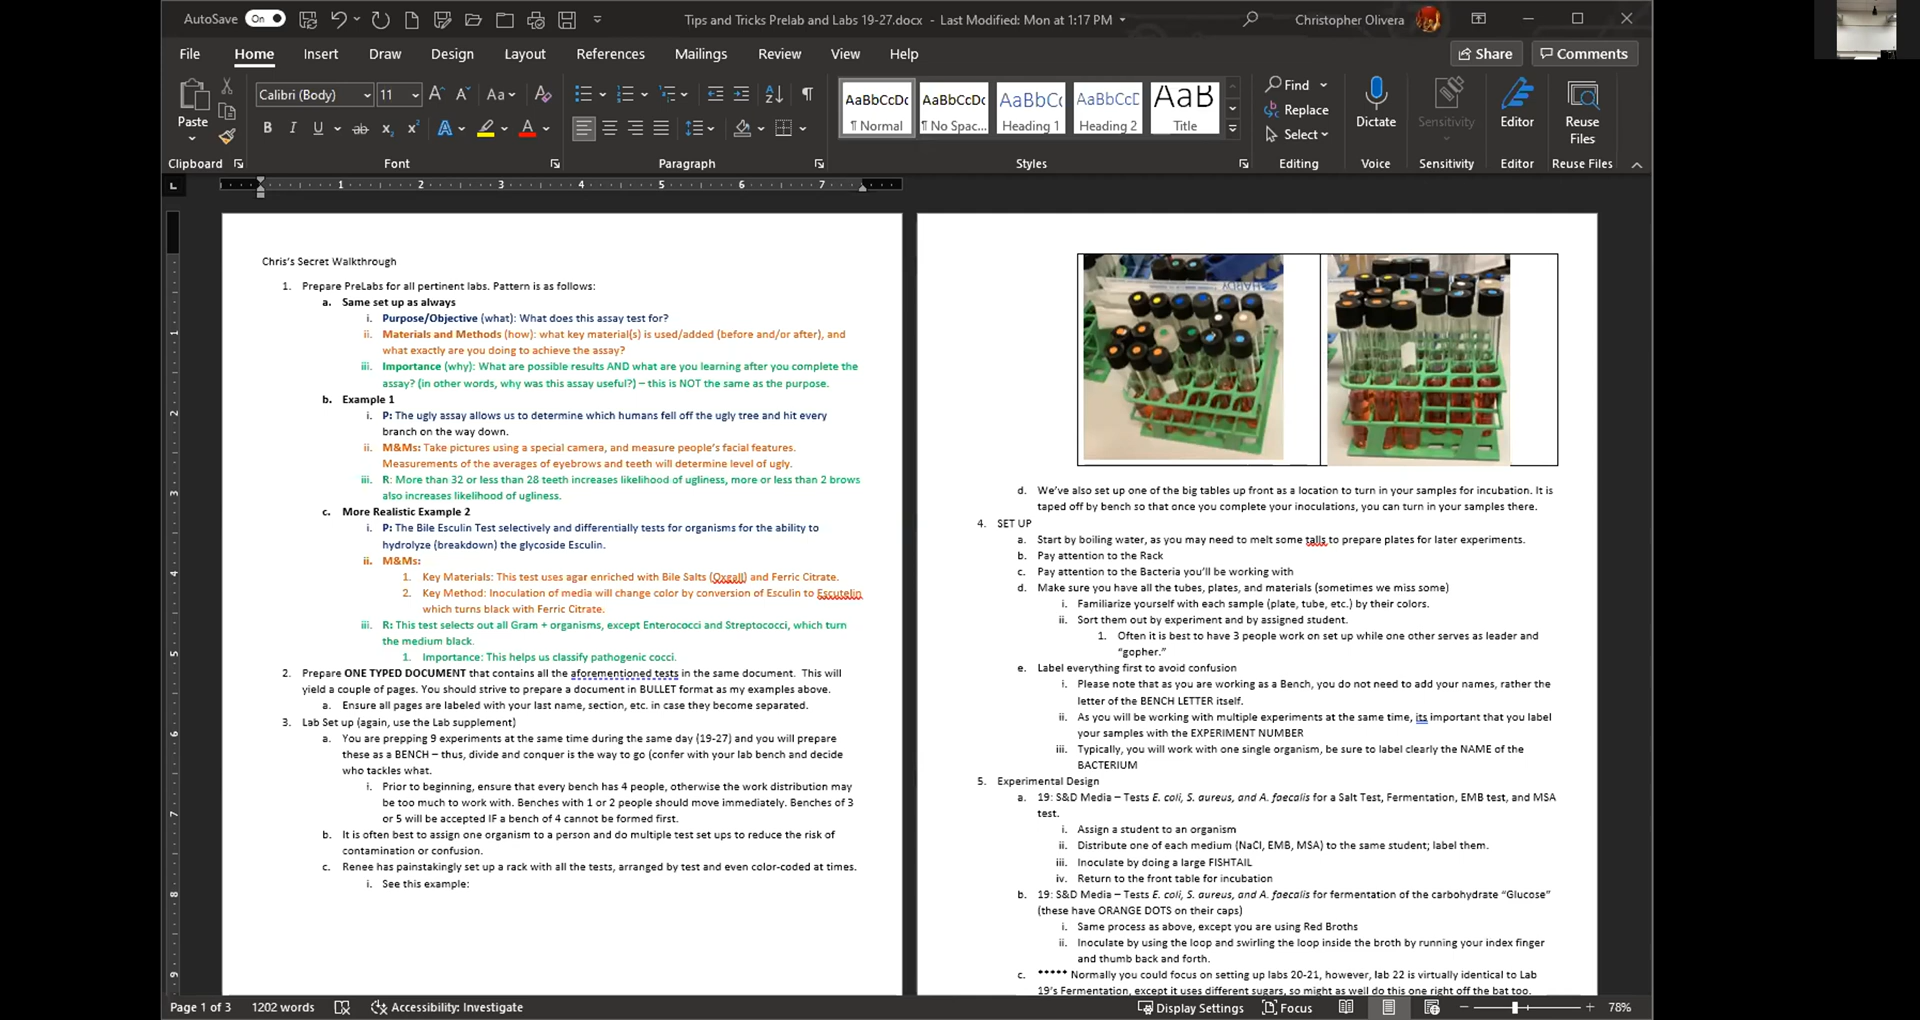 AutoSave On Tips and Tricks Prelab and Labs 19-27.docx - Last Modified: Mon at 1:17 PM Christopher Olivera
File Home Insert Draw Design Layout References Mailings Review View Help Share Comments
Paste
Calibri (Body) 11 Aa
B I U ab x₂ x² A A
AaBbCcDc AaBbCcDc AaBbCc AaBbCcD AaB
¶ Normal ¶ No Spac... Heading 1 Heading 2 Title
Find
Replace
Select
Dictate Sensitivity Editor Reuse Files
Clipboard Font Paragraph Styles Editing Voice Sensitivity Editor Reuse Files
1 2 3 4 5 6 7
Chris's Secret Walkthrough
1. Prepare PreLabs for all pertinent labs. Pattern is as follows:
a. Same set up as always
i. Purpose/Objective (what): What does this assay test for?
ii. Materials and Methods (how): what key material(s) is used/added (before and/or after), and
what exactly are you doing to achieve the assay?
iii. Importance (why): What are possible results AND what are you learning after you complete the
assay? (in other words, why was this assay useful?) – this is NOT the same as the purpose.
b. Example 1
i. P: The ugly assay allows us to determine which humans fell off the ugly tree and hit every
branch on the way down.
ii. M&Ms: Take pictures using a special camera, and measure people's facial features.
Measurements of the averages of eyebrows and teeth will determine level of ugly.
iii. R: More than 32 or less than 28 teeth increases likelihood of ugliness, more or less than 2 brows
also increases likelihood of ugliness.
c. More Realistic Example 2
i. P: The Bile Esculin Test selectively and differentially tests for organisms for the ability to
hydrolyze (breakdown) the glycoside Esculin.
ii. M&Ms:
1. Key Materials: This test uses agar enriched with Bile Salts (Oxgall) and Ferric Citrate.
2. Key Method: Inoculation of media will change color by conversion of Esculin to Escutelin
which turns black with Ferric Citrate.
iii. R: This test selects out all Gram + organisms, except Enterococci and Streptococci, which turn
the medium black.
1. Importance: This helps us classify pathogenic cocci.
2. Prepare ONE TYPED DOCUMENT that contains all the aforementioned tests in the same document. This will
yield a couple of pages. You should strive to prepare a document in BULLET format as my examples above.
a. Ensure all pages are labeled with your last name, section, etc. in case they become separated.
3. Lab Set up (again, use the Lab supplement)
a. You are prepping 9 experiments at the same time during the same day (19-27) and you will prepare
these as a BENCH – thus, divide and conquer is the way to go (confer with your lab bench and decide
who tackles what.
i. Prior to beginning, ensure that every bench has 4 people, otherwise the work distribution may
be too much to work with. Benches with 1 or 2 people should move immediately. Benches of 3
or 5 will be accepted IF a bench of 4 cannot be formed first.
b. It is often best to assign one organism to a person and do multiple test set ups to reduce the risk of
contamination or confusion.
c. Renee has painstakingly set up a rack with all the tests, arranged by test and even color-coded at times.
i. See this example:
d. We've also set up one of the big tables up front as a location to turn in your samples for incubation. It is
taped off by bench so that once you complete your inoculations, you can turn in your samples there.
4. SET UP
a. Start by boiling water, as you may need to melt some talls to prepare plates for later experiments.
b. Pay attention to the Rack
c. Pay attention to the Bacteria you'll be working with
d. Make sure you have all the tubes, plates, and materials (sometimes we miss some)
i. Familiarize yourself with each sample (plate, tube, etc.) by their colors.
ii. Sort them out by experiment and by assigned student.
1. Often it is best to have 3 people work on set up while one other serves as leader and
"gopher."
e. Label everything first to avoid confusion
i. Please note that as you are working as a Bench, you do not need to add your names, rather the
letter of the BENCH LETTER itself.
ii. As you will be working with multiple experiments at the same time, its important that you label
your samples with the EXPERIMENT NUMBER
iii. Typically, you will work with one single organism, be sure to label clearly the NAME of the
BACTERIUM
5. Experimental Design
a. 19: S&D Media – Tests E. coli, S. aureus, and A. faecalis for a Salt Test, Fermentation, EMB test, and MSA
test.
i. Assign a student to an organism
ii. Distribute one of each medium (NaCl, EMB, MSA) to the same student; label them.
iii. Inoculate by doing a large FISHTAIL
iv. Return to the front table for incubation
b. 19: S&D Media – Tests E. coli, S. aureus, and A. faecalis for fermentation of the carbohydrate "Glucose"
(these have ORANGE DOTS on their caps)
i. Same process as above, except you are using Red Broths
ii. Inoculate by using the loop and swirling the loop inside the broth by running your index finger
and thumb back and forth.
c. ***** Normally you could focus on setting up labs 20-21, however, lab 22 is virtually identical to Lab
19's Fermentation, except it uses different sugars, so might as well do this one right off the bat too.
Page 1 of 3 1202 words Accessibility: Investigate Display Settings Focus 78%